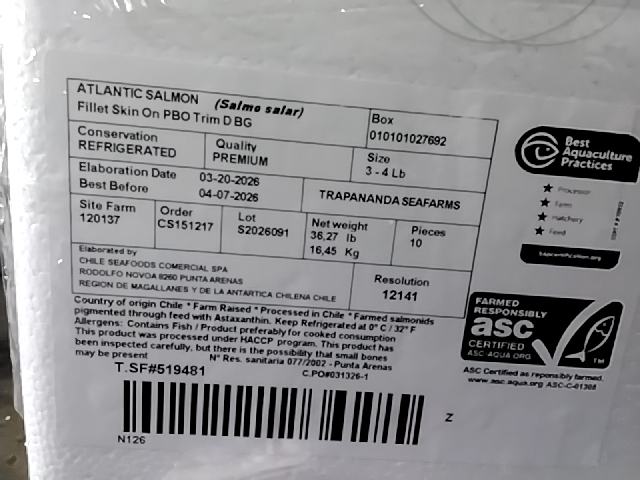 ATLANTIC SALMON (Salmo salar)
Fillet Skin On PBO Trim D BG
Box
010101027692
Conservation
REFRIGERATED
Quality
PREMIUM
Size
3 - 4 Lb
Elaboration Date 03-20-2026
Best Before 04-07-2026
TRAPANANDA SEAFARMS
Site Farm
120137
Order
CS151217
Lot
S2026091
Net weight
36,27 lb
16,45 Kg
Pieces
10
Elaborated by
CHILE SEAFOODS COMERCIAL SPA
RODOLFO NOVOA 8260 PUNTA ARENAS
REGION DE MAGALLANES Y DE LA ANTARTICA CHILENA CHILE
Resolution
12141
Country of origin Chile * Farm Raised * Processed in Chile * Farmed salmonids
pigmented through feed with Astaxanthin. Keep Refrigerated at 0° C / 32° F
Allergens: Contains Fish / Product preferably for cooked consumption
This product was processed under HACCP program. This product has
been inspected carefully, but there is the possibility that small bones
may be present
N° Res. sanitaria 077/2002 - Punta Arenas
T.SF#519481
C.PO#031326-1
N126
Z
Best
Aquaculture
Practices
Processor
Farm
Hatchery
Feed
bapcertification.org
FARMED
RESPONSIBLY
asc
CERTIFIED
ASC-AQUA.ORG
TM
ASC Certified as responsibly farmed.
www.asc.aqua.org ASC-C-01368